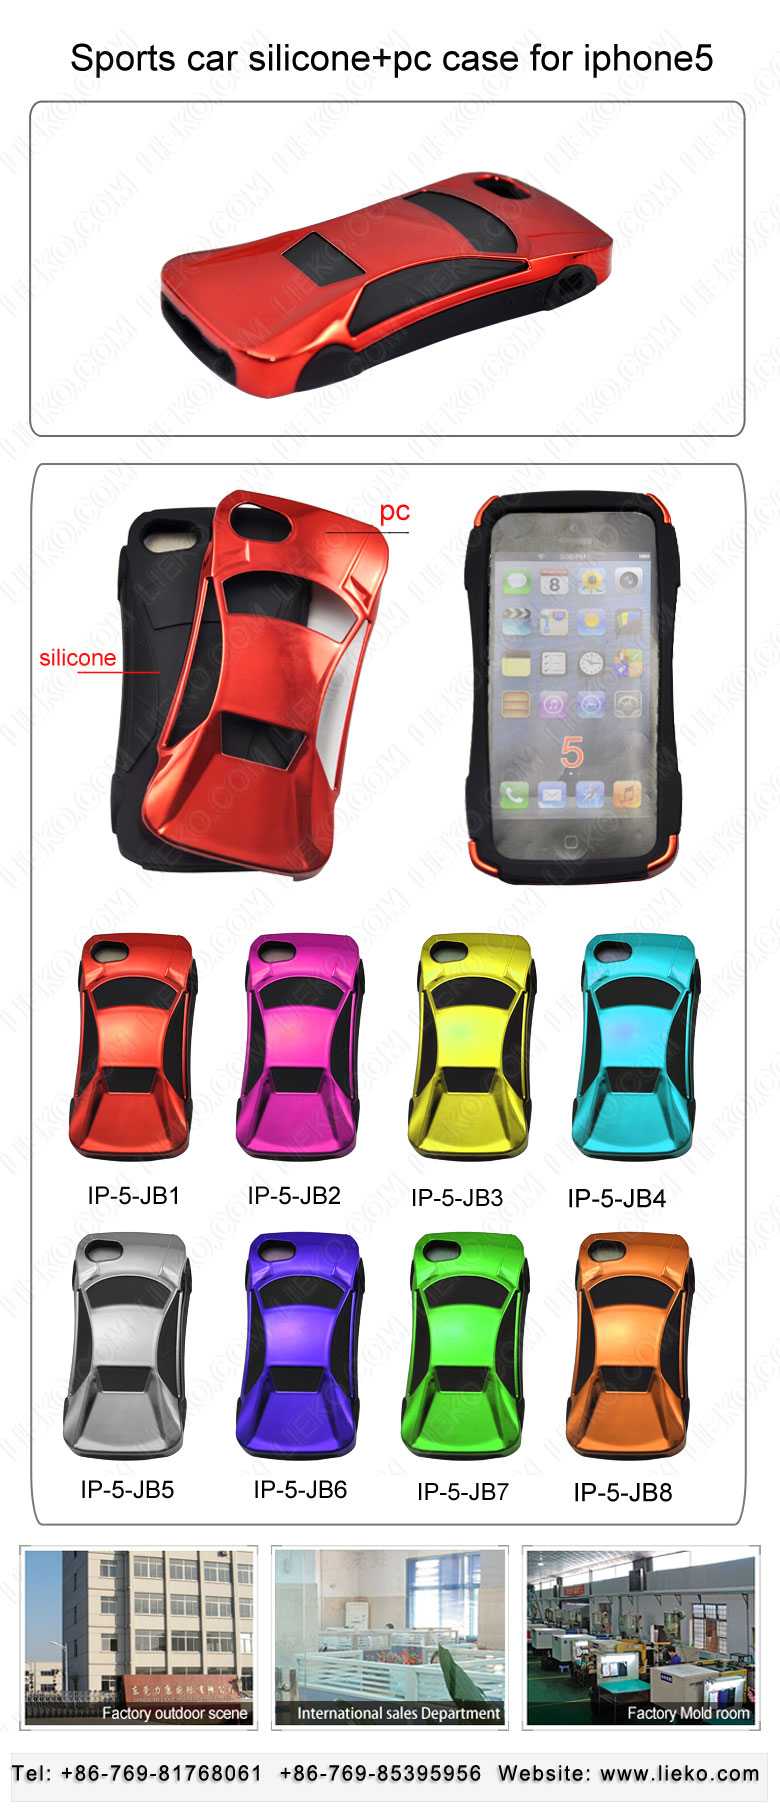 Sports car silicone+pc case for iphone5
pc
silicone
5
IP-5-JB1
IP-5-JB2
IP-5-JB3
IP-5-JB4
IP-5-JB5
IP-5-JB6
IP-5-JB7
IP-5-JB8
Factory outdoor scene
International sales Department
Factory Mold room
Tel: +86-769-81768061 +86-769-85395956 Website: www.lieko.com
LIEKO.COM